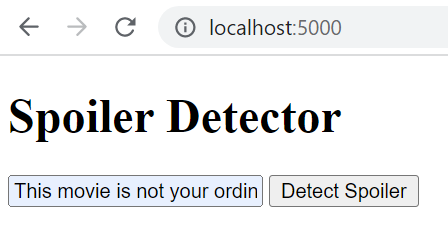 localhost:5000
Spoiler Detector
This movie is not your ordin Detect Spoiler